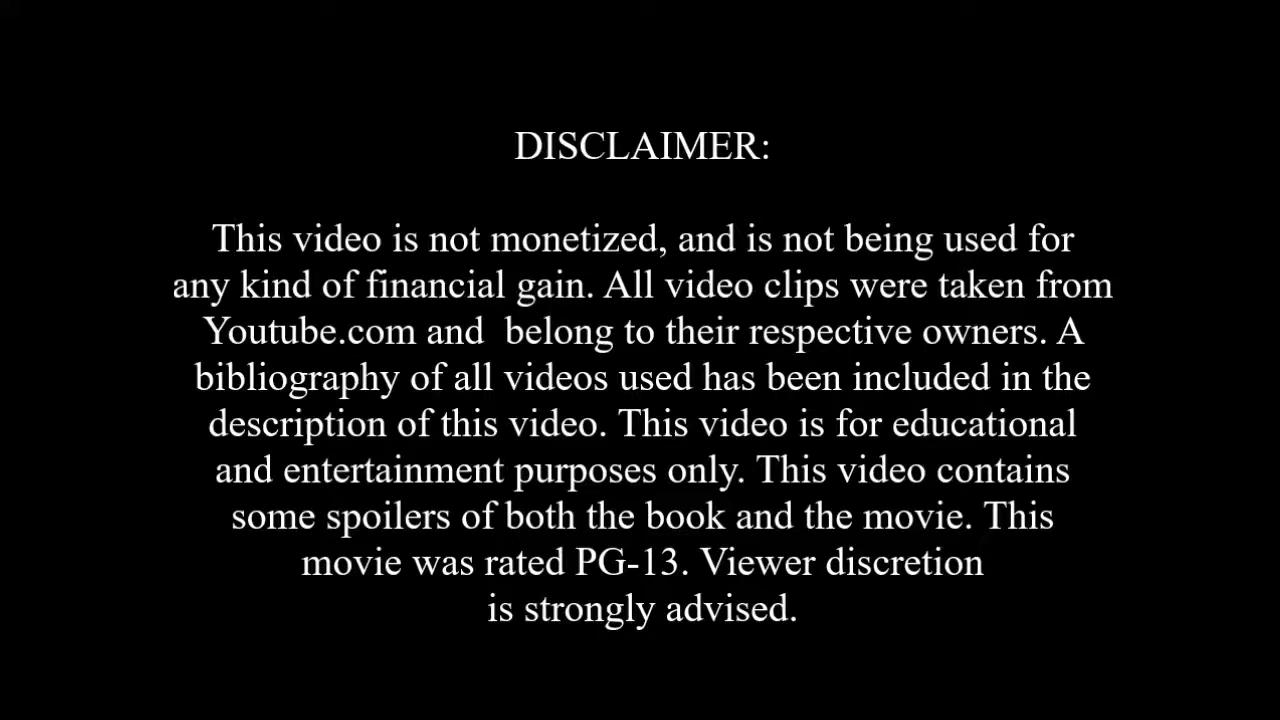 DISCLAIMER:
This video is not monetized, and is not being used for
any kind of financial gain. All video clips were taken from
Youtube.com and  belong to their respective owners. A
bibliography of all videos used has been included in the
description of this video. This video is for educational
and entertainment purposes only. This video contains
some spoilers of both the book and the movie. This
movie was rated PG-13. Viewer discretion
is strongly advised.